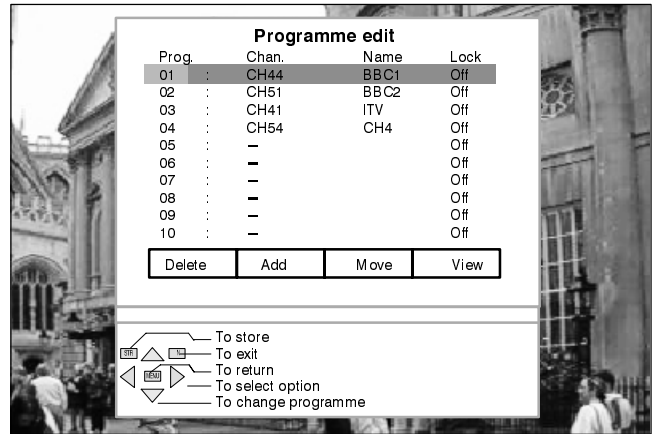 Programme edit
Prog. Chan. Name Lock
01 : CH44 BBC1 Off
02 : CH51 BBC2 Off
03 : CH41 ITV Off
04 : CH54 CH4 Off
05 : – Off
06 : – Off
07 : – Off
08 : – Off
09 : – Off
10 : – Off
Delete Add Move View
To store
STR To exit
MENU To return
To select option
To change programme